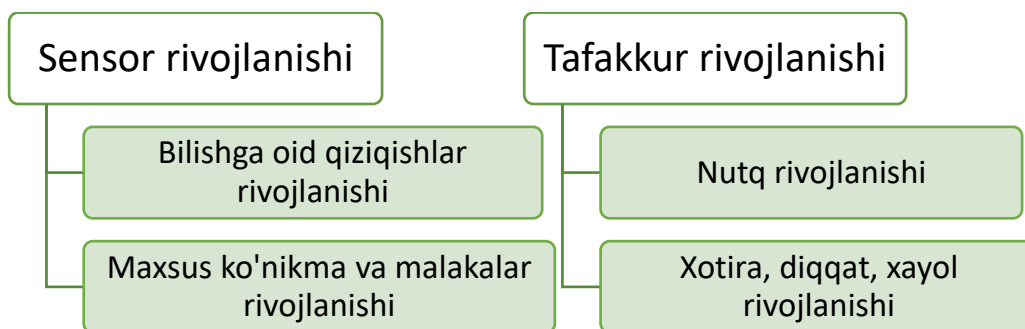 Sensor rivojlanishi
Bilishga oid qiziqishlar
rivojlanishi
Maxsus ko'nikma va malakalar
rivojlanishi
Tafakkur rivojlanishi
Nutq rivojlanishi
Xotira, diqqat, xayol
rivojlanishi